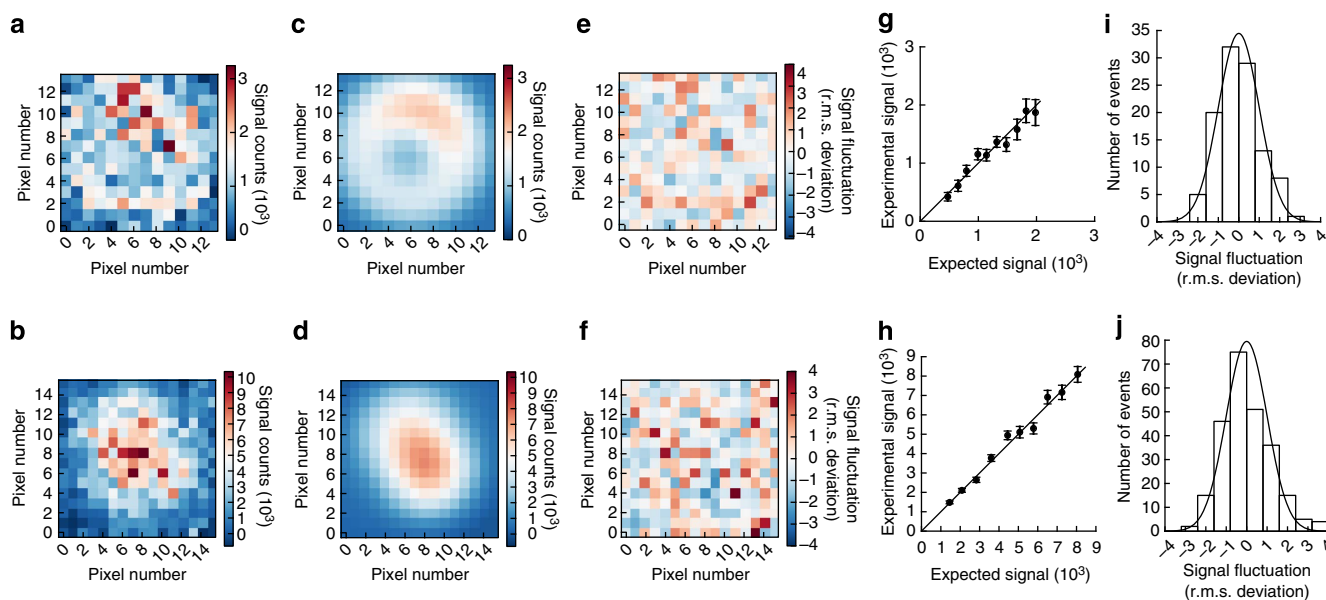 a
Pixel number
12
10
8
6
4
2
0
0 2 4 6 8 10 12
Pixel number
3
2
1
0
Signal counts (10³)
c
Pixel number
12
10
8
6
4
2
0
0 2 4 6 8 10 12
Pixel number
3
2
1
0
Signal counts (10³)
e
Pixel number
12
10
8
6
4
2
0
0 2 4 6 8 10 12
Pixel number
4
3
2
1
0
−1
−2
−3
−4
Signal fluctuation
(r.m.s. deviation)
g
Experimental signal (10³)
3
2
1
0
0 1 2 3
Expected signal (10³)
i
Number of events
35
30
25
20
15
10
5
0
−4 −3 −2 −1 0 1 2 3 4
Signal fluctuation
(r.m.s. deviation)
b
Pixel number
14
12
10
8
6
4
2
0
0 2 4 6 8 10 12 14
Pixel number
10
9
8
7
6
5
4
3
2
1
0
Signal counts (10³)
d
Pixel number
14
12
10
8
6
4
2
0
0 2 4 6 8 10 12 14
Pixel number
10
9
8
7
6
5
4
3
2
1
0
Signal counts (10³)
f
Pixel number
14
12
10
8
6
4
2
0
0 2 4 6 8 10 12 14
Pixel number
4
3
2
1
0
−1
−2
−3
−4
Signal fluctuation
(r.m.s. deviation)
h
Experimental signal (10³)
9
8
7
6
5
4
3
2
1
0
0 1 2 3 4 5 6 7 8 9
Expected signal (10³)
j
Number of events
80
70
60
50
40
30
20
10
0
−4 −3 −2 −1 0 1 2 3 4
Signal fluctuation
(r.m.s. deviation)